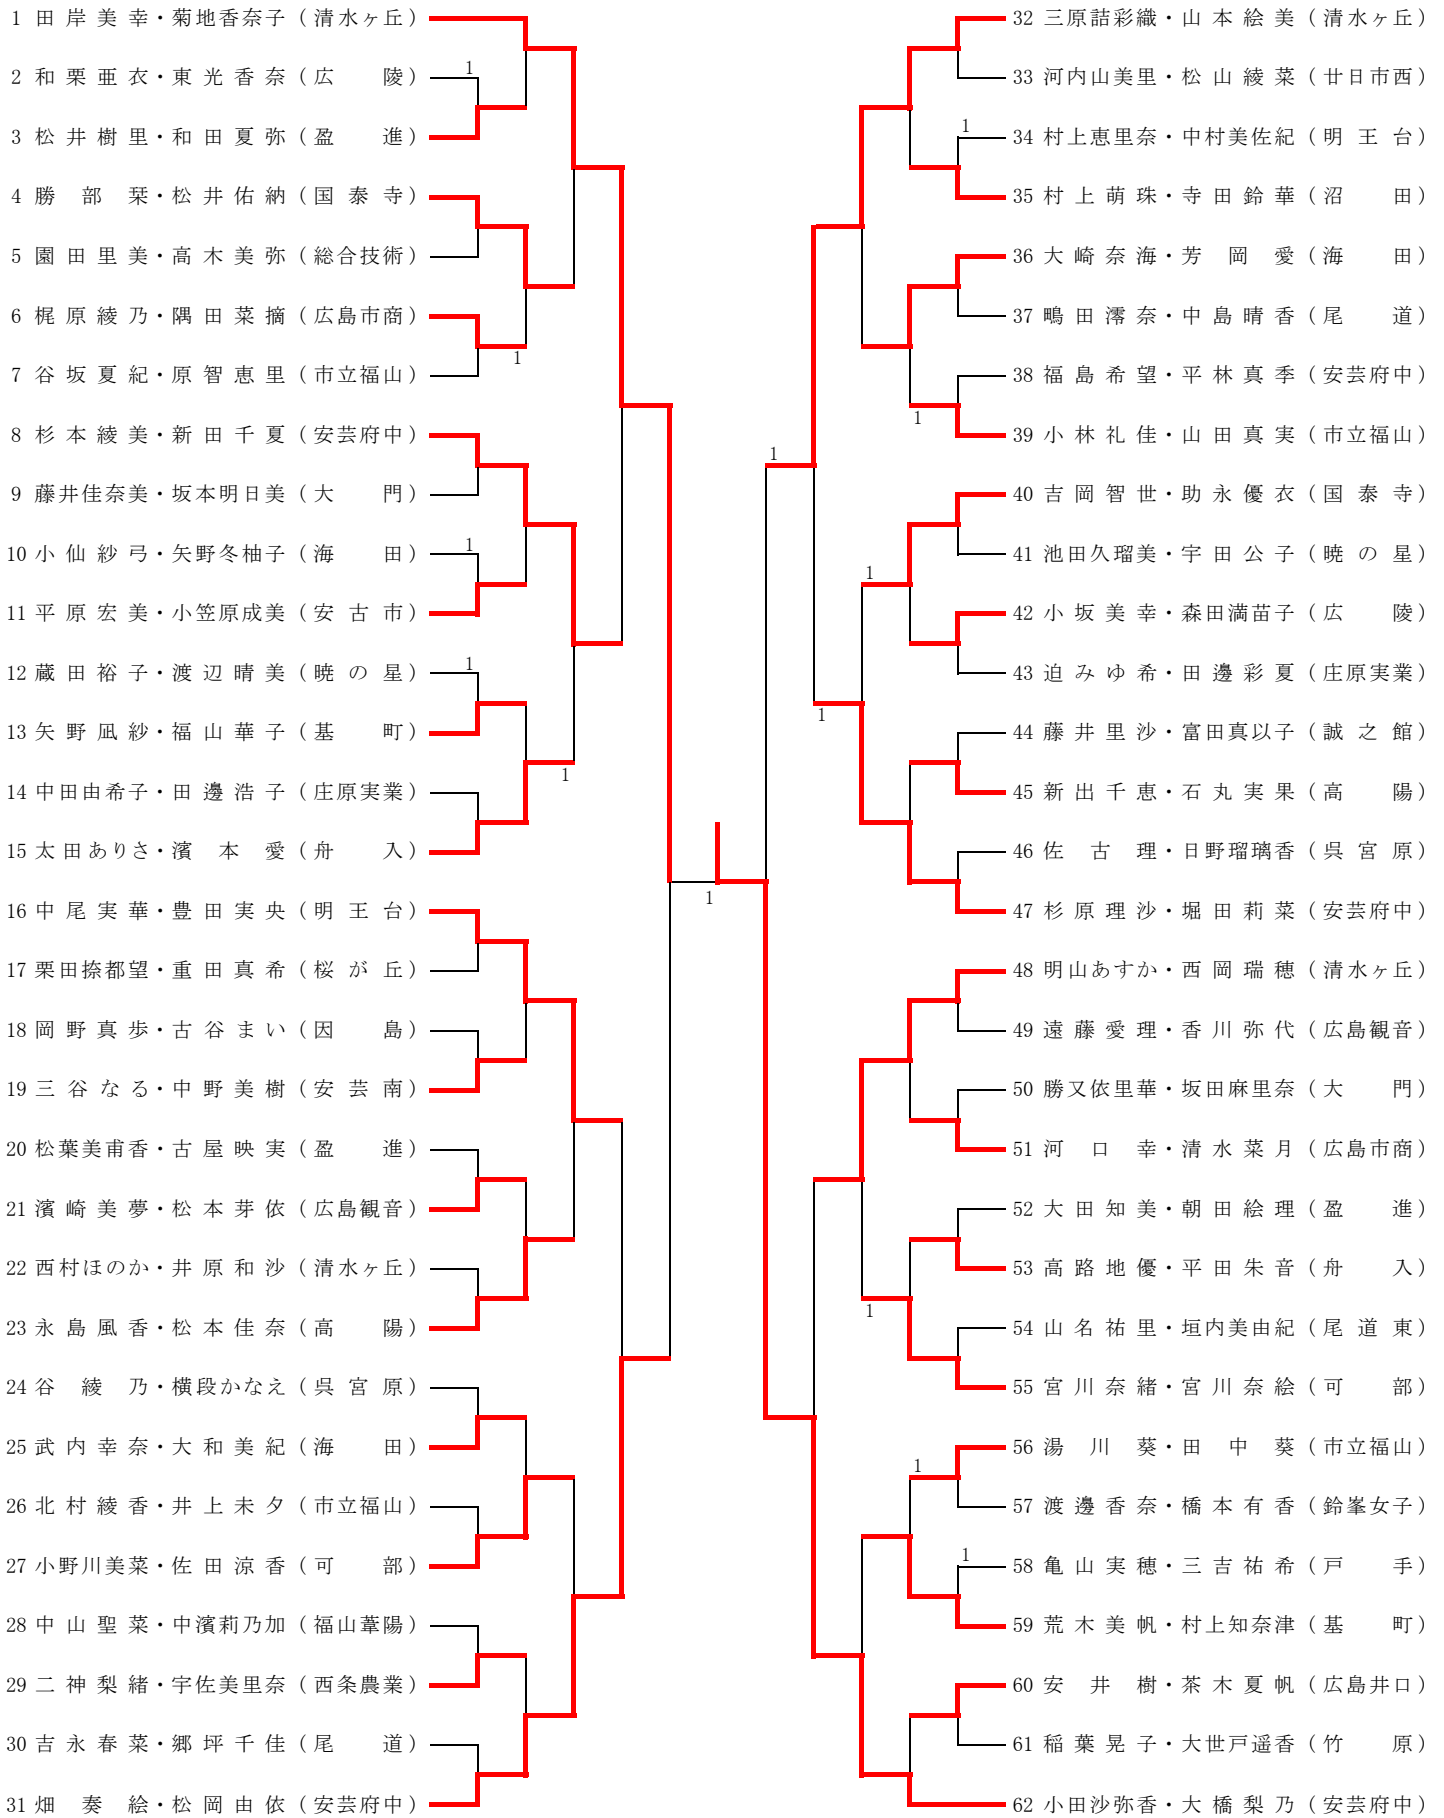 1 田岸美幸・菊地香奈子（清水ヶ丘）
2 和栗亜衣・東光香奈（広陵）
1
3 松井樹里・和田夏弥（盈進）
4 勝部栞・松井佑納（国泰寺）
5 園田里美・高木美弥（総合技術）
6 梶原綾乃・隅田菜摘（広島市商）
1
7 谷坂夏紀・原智恵里（市立福山）
8 杉本綾美・新田千夏（安芸府中）
9 藤井佳奈美・坂本明日美（大門）
10 小仙紗弓・矢野冬柚子（海田）
1
11 平原宏美・小笠原成美（安古市）
12 蔵田裕子・渡辺晴美（暁の星）
1
13 矢野凪紗・福山華子（基町）
1
14 中田由希子・田邊浩子（庄原実業）
15 太田ありさ・濱本愛（舟入）
16 中尾実華・豊田実央（明王台）
17 栗田捺都望・重田真希（桜が丘）
18 岡野真歩・古谷まい（因島）
19 三谷なる・中野美樹（安芸南）
20 松葉美甫香・古屋映実（盈進）
21 濱崎美夢・松本芽依（広島観音）
22 西村ほのか・井原和沙（清水ヶ丘）
23 永島風香・松本佳奈（高陽）
24 谷綾乃・横段かなえ（呉宮原）
25 武内幸奈・大和美紀（海田）
26 北村綾香・井上未夕（市立福山）
27 小野川美菜・佐田涼香（可部）
28 中山聖菜・中濱莉乃加（福山葦陽）
29 二神梨緒・宇佐美里奈（西条農業）
30 吉永春菜・郷坪千佳（尾道）
31 畑奏絵・松岡由依（安芸府中）
1
1
32 三原詰彩織・山本絵美（清水ヶ丘）
33 河内山美里・松山綾菜（廿日市西）
1
34 村上恵里奈・中村美佐紀（明王台）
35 村上萌珠・寺田鈴華（沼田）
36 大崎奈海・芳岡愛（海田）
37 鴫田澪奈・中島晴香（尾道）
38 福島希望・平林真季（安芸府中）
1
39 小林礼佳・山田真実（市立福山）
40 吉岡智世・助永優衣（国泰寺）
41 池田久瑠美・宇田公子（暁の星）
1
42 小坂美幸・森田満苗子（広陵）
43 迫みゆ希・田邊彩夏（庄原実業）
1
44 藤井里沙・富田真以子（誠之館）
45 新出千恵・石丸実果（高陽）
46 佐古理・日野瑠璃香（呉宮原）
47 杉原理沙・堀田莉菜（安芸府中）
48 明山あすか・西岡瑞穂（清水ヶ丘）
49 遠藤愛理・香川弥代（広島観音）
50 勝又依里華・坂田麻里奈（大門）
51 河口幸・清水菜月（広島市商）
52 大田知美・朝田絵理（盈進）
53 高路地優・平田朱音（舟入）
1
54 山名祐里・垣内美由紀（尾道東）
55 宮川奈緒・宮川奈絵（可部）
56 湯川葵・田中葵（市立福山）
1
57 渡邊香奈・橋本有香（鈴峯女子）
1
58 亀山実穂・三吉祐希（戸手）
59 荒木美帆・村上知奈津（基町）
60 安井樹・茶木夏帆（広島井口）
61 稲葉晃子・大世戸遥香（竹原）
62 小田沙弥香・大橋梨乃（安芸府中）